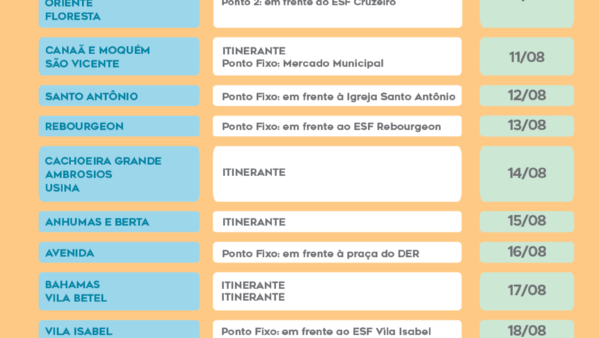 ORIENTE
FLORESTA
Ponto 2: em frente ao ESF Cruzeiro
CANAÃ E MOQUÉM
SÃO VICENTE
ITINERANTE
Ponto Fixo: Mercado Municipal
11/08
SANTO ANTÔNIO
Ponto Fixo: em frente à Igreja Santo Antônio
12/08
REBOURGEON
Ponto Fixo: em frente ao ESF Rebourgeon
13/08
CACHOEIRA GRANDE
AMBROSIOS
USINA
ITINERANTE
14/08
ANHUMAS E BERTA
ITINERANTE
15/08
AVENIDA
Ponto Fixo: em frente à praça do DER
16/08
BAHAMAS
VILA BETEL
ITINERANTE
ITINERANTE
17/08
VILA ISABEL
Ponto Fixo: em frente ao ESF Vila Isabel
18/08